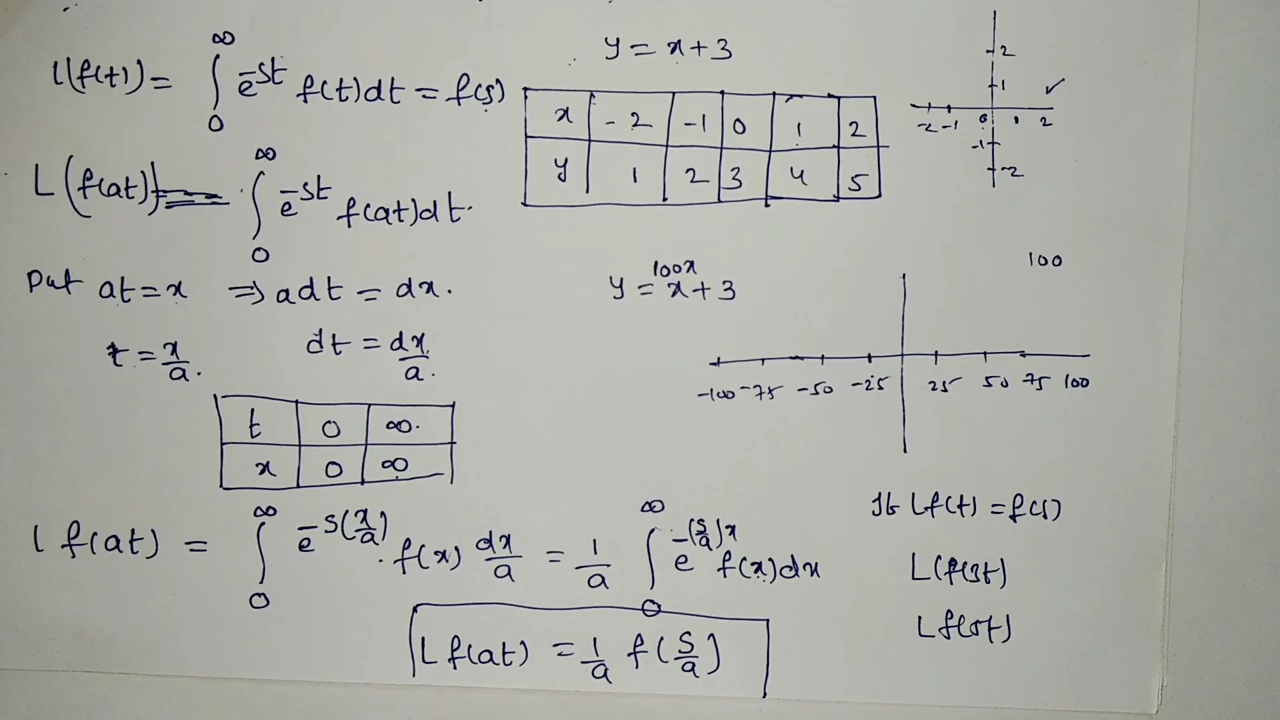 L(f(t)) = ∫₀^∞ e^-st f(t)dt = f(s)
L(f(at)) = ∫₀^∞ e^-st f(at)dt.
Put at = x ⇒ adt = dx.
t = x/a. dt = dx/a.
t 0 ∞.
x 0 ∞
L f(at) = ∫₀^∞ e^-s(x/a) . f(x) dx/a = 1/a ∫₀^∞ e^-(s/a)x f(x)dx
L f(at) = 1/a f(s/a)
y = x+3
x -2 -1 0 1 2
y 1 2 3 4 5
2
1
-2 -1 0 1 2
-1
-2
100
100x
y = x+3
-100 -75 -50 -25 25 50 75 100
If Lf(t) = f(s)
L(f(3t)
Lf(5t)